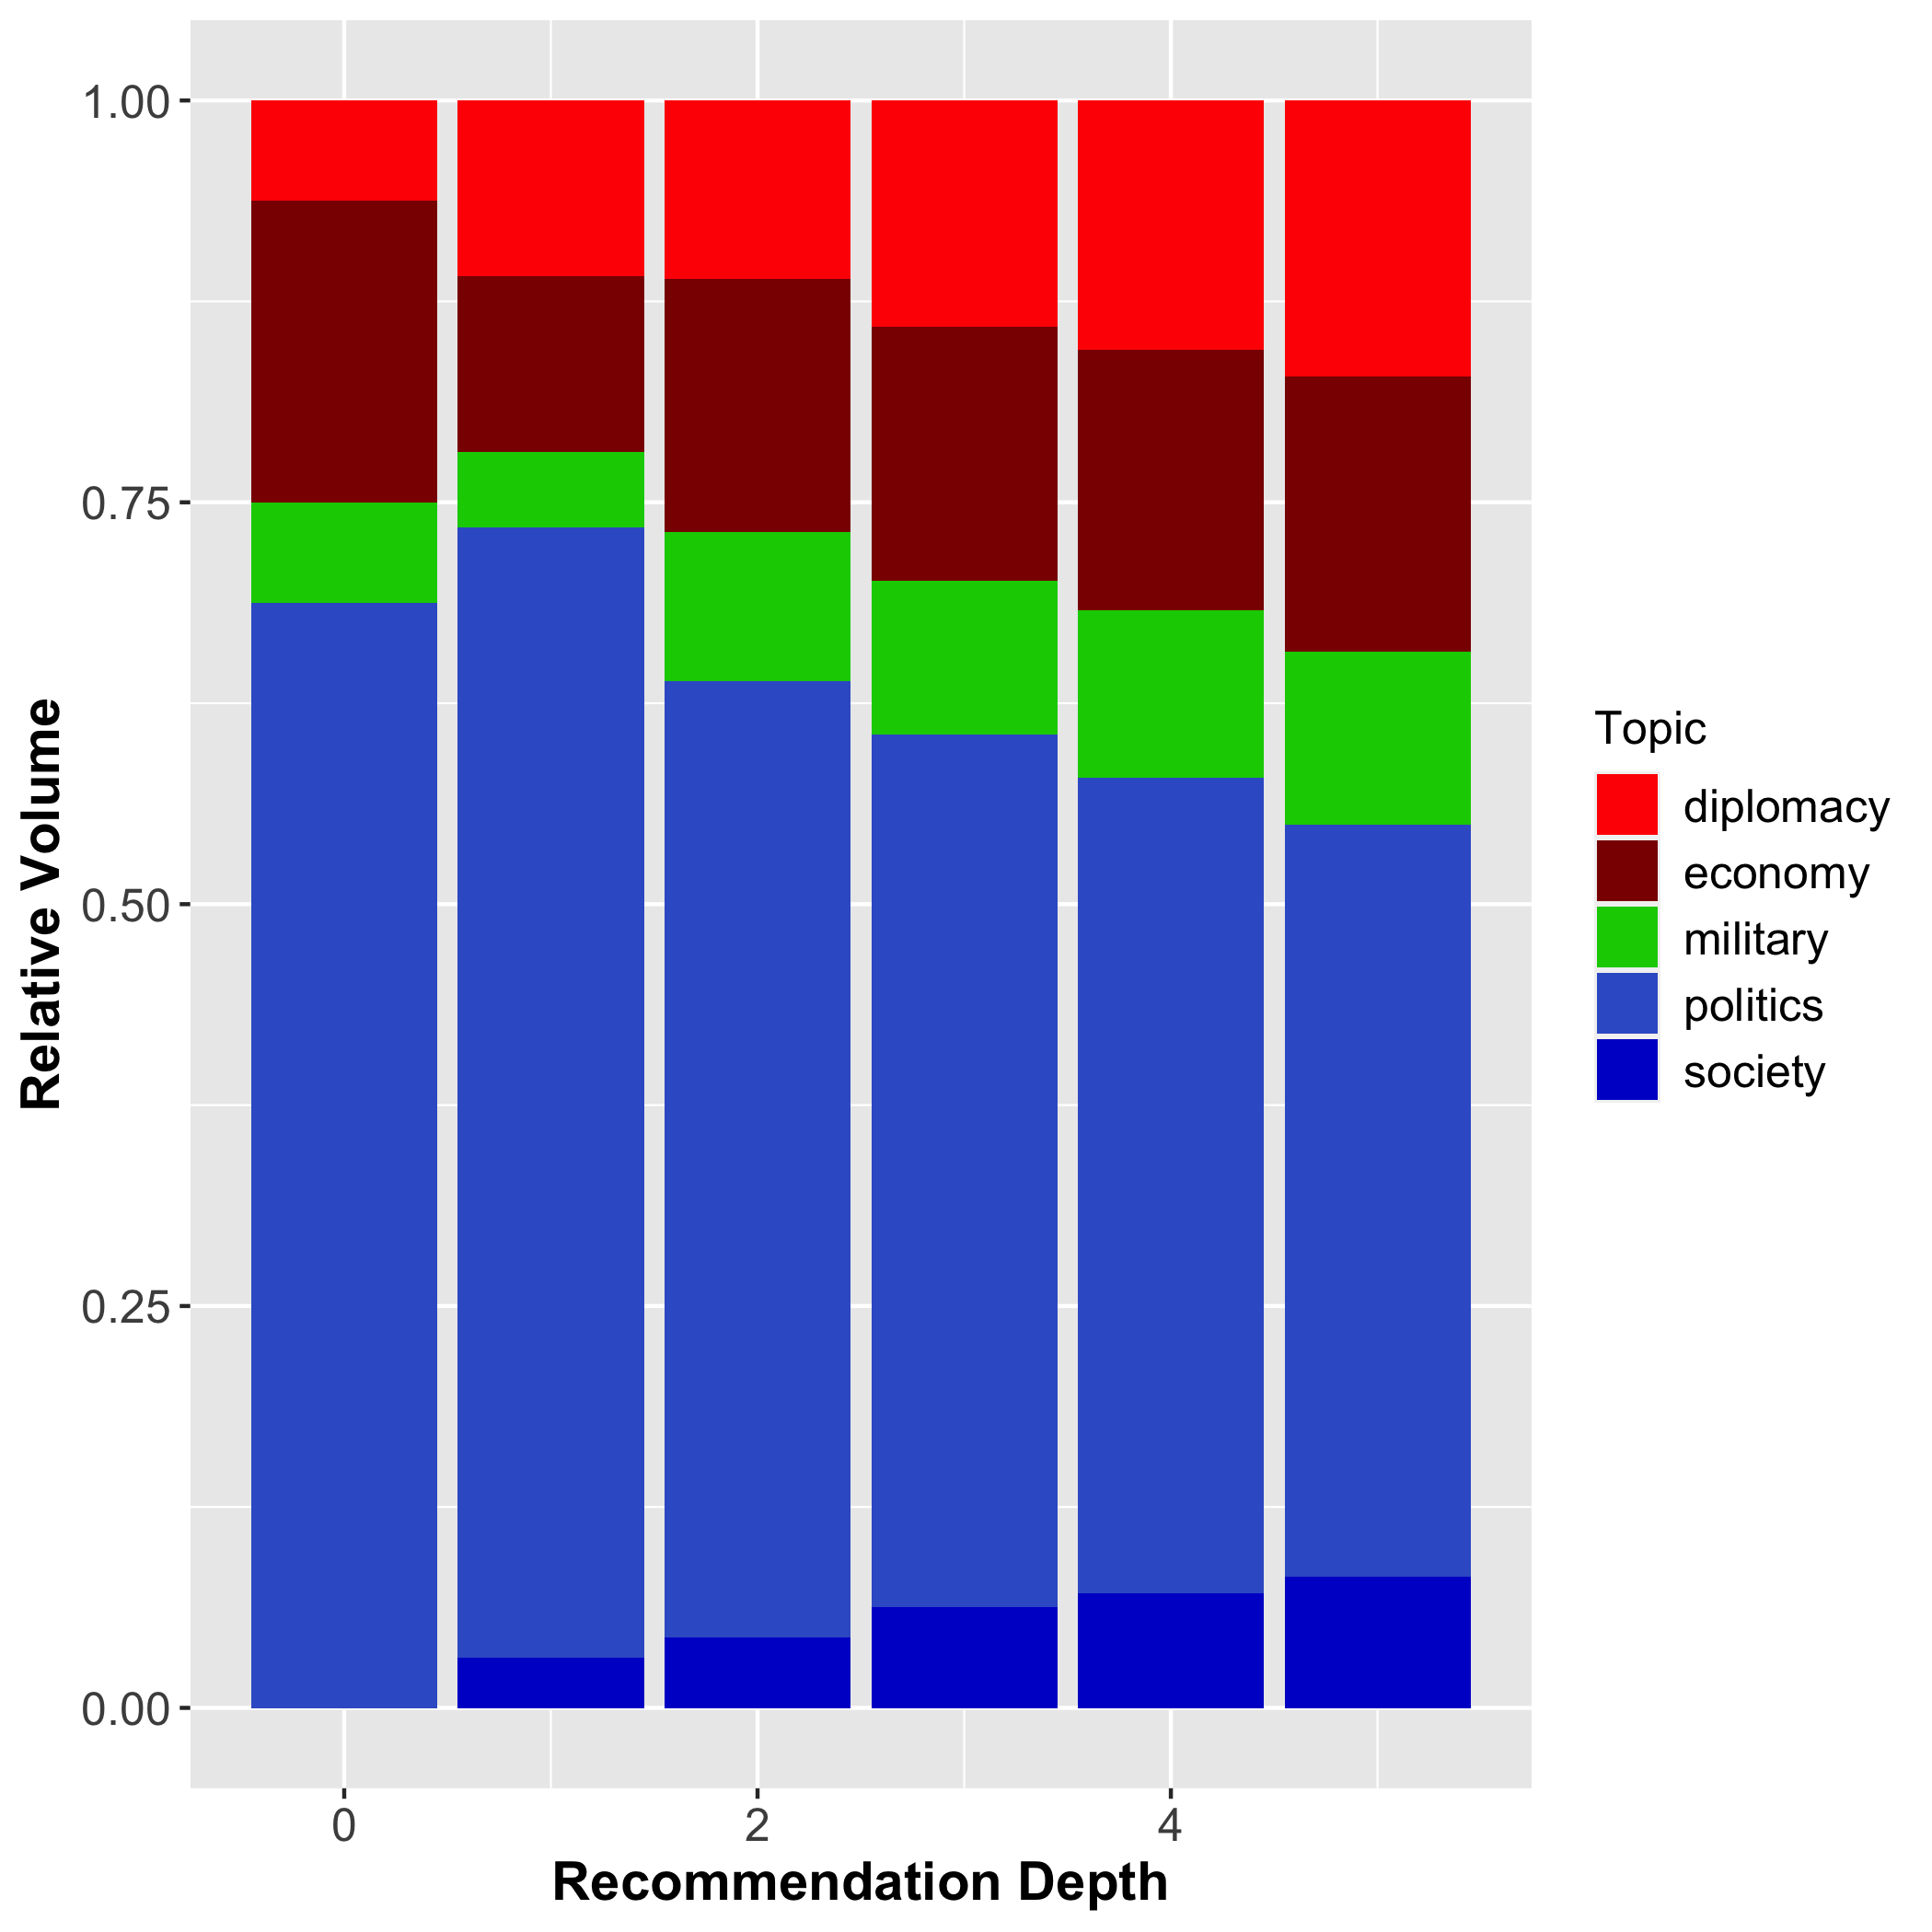 1.00
0.75
0.50
0.25
0.00
Relative Volume
0
2
4
Recommendation Depth
Topic
diplomacy
economy
military
politics
society